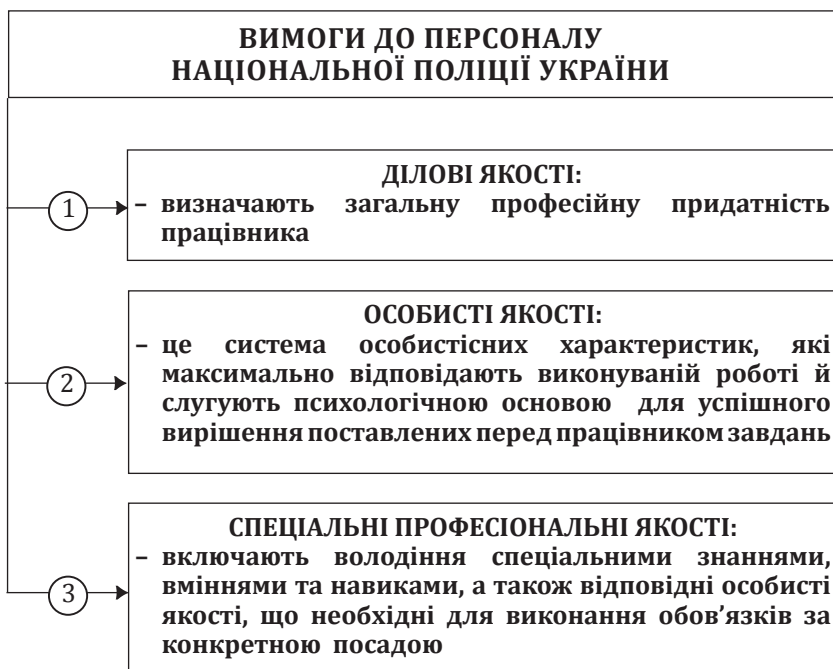 ВИМОГИ ДО ПЕРСОНАЛУ
НАЦІОНАЛЬНОЇ ПОЛІЦІЇ УКРАЇНИ
ДІЛОВІ ЯКОСТІ:
1
– визначають загальну професійну придатність
працівника
ОСОБИСТІ ЯКОСТІ:
– це система особистісних характеристик, які
2
максимально відповідають виконуваній роботі й
слугують психологічною основою для успішного
вирішення поставлених перед працівником завдань
СПЕЦІАЛЬНІ ПРОФЕСІОНАЛЬНІ ЯКОСТІ:
– включають володіння спеціальними знаннями,
вміннями та навиками, а також відповідні особисті
3
якості, що необхідні для виконання обов’язків за
конкретною посадою